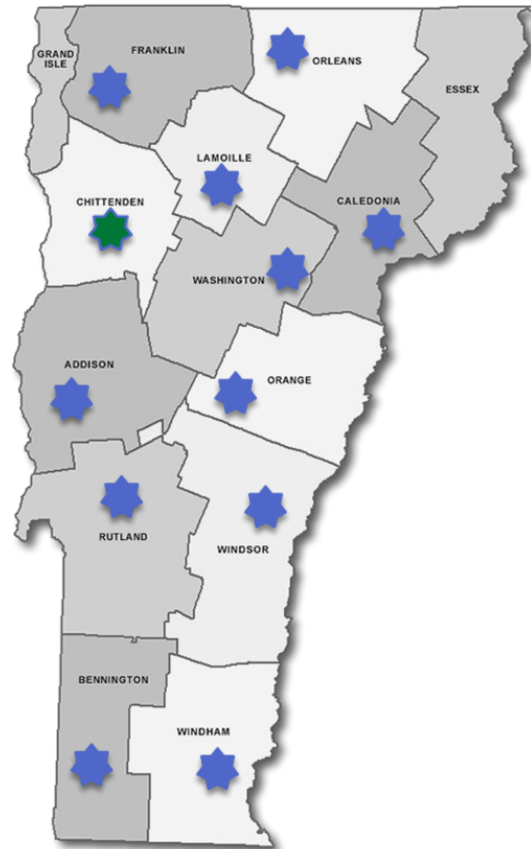 GRAND
ISLE
FRANKLIN
ORLEANS
ESSEX
LAMOILLE
CHITTENDEN
CALEDONIA
WASHINGTON
ADDISON
ORANGE
RUTLAND
WINDSOR
BENNINGTON
WINDHAM